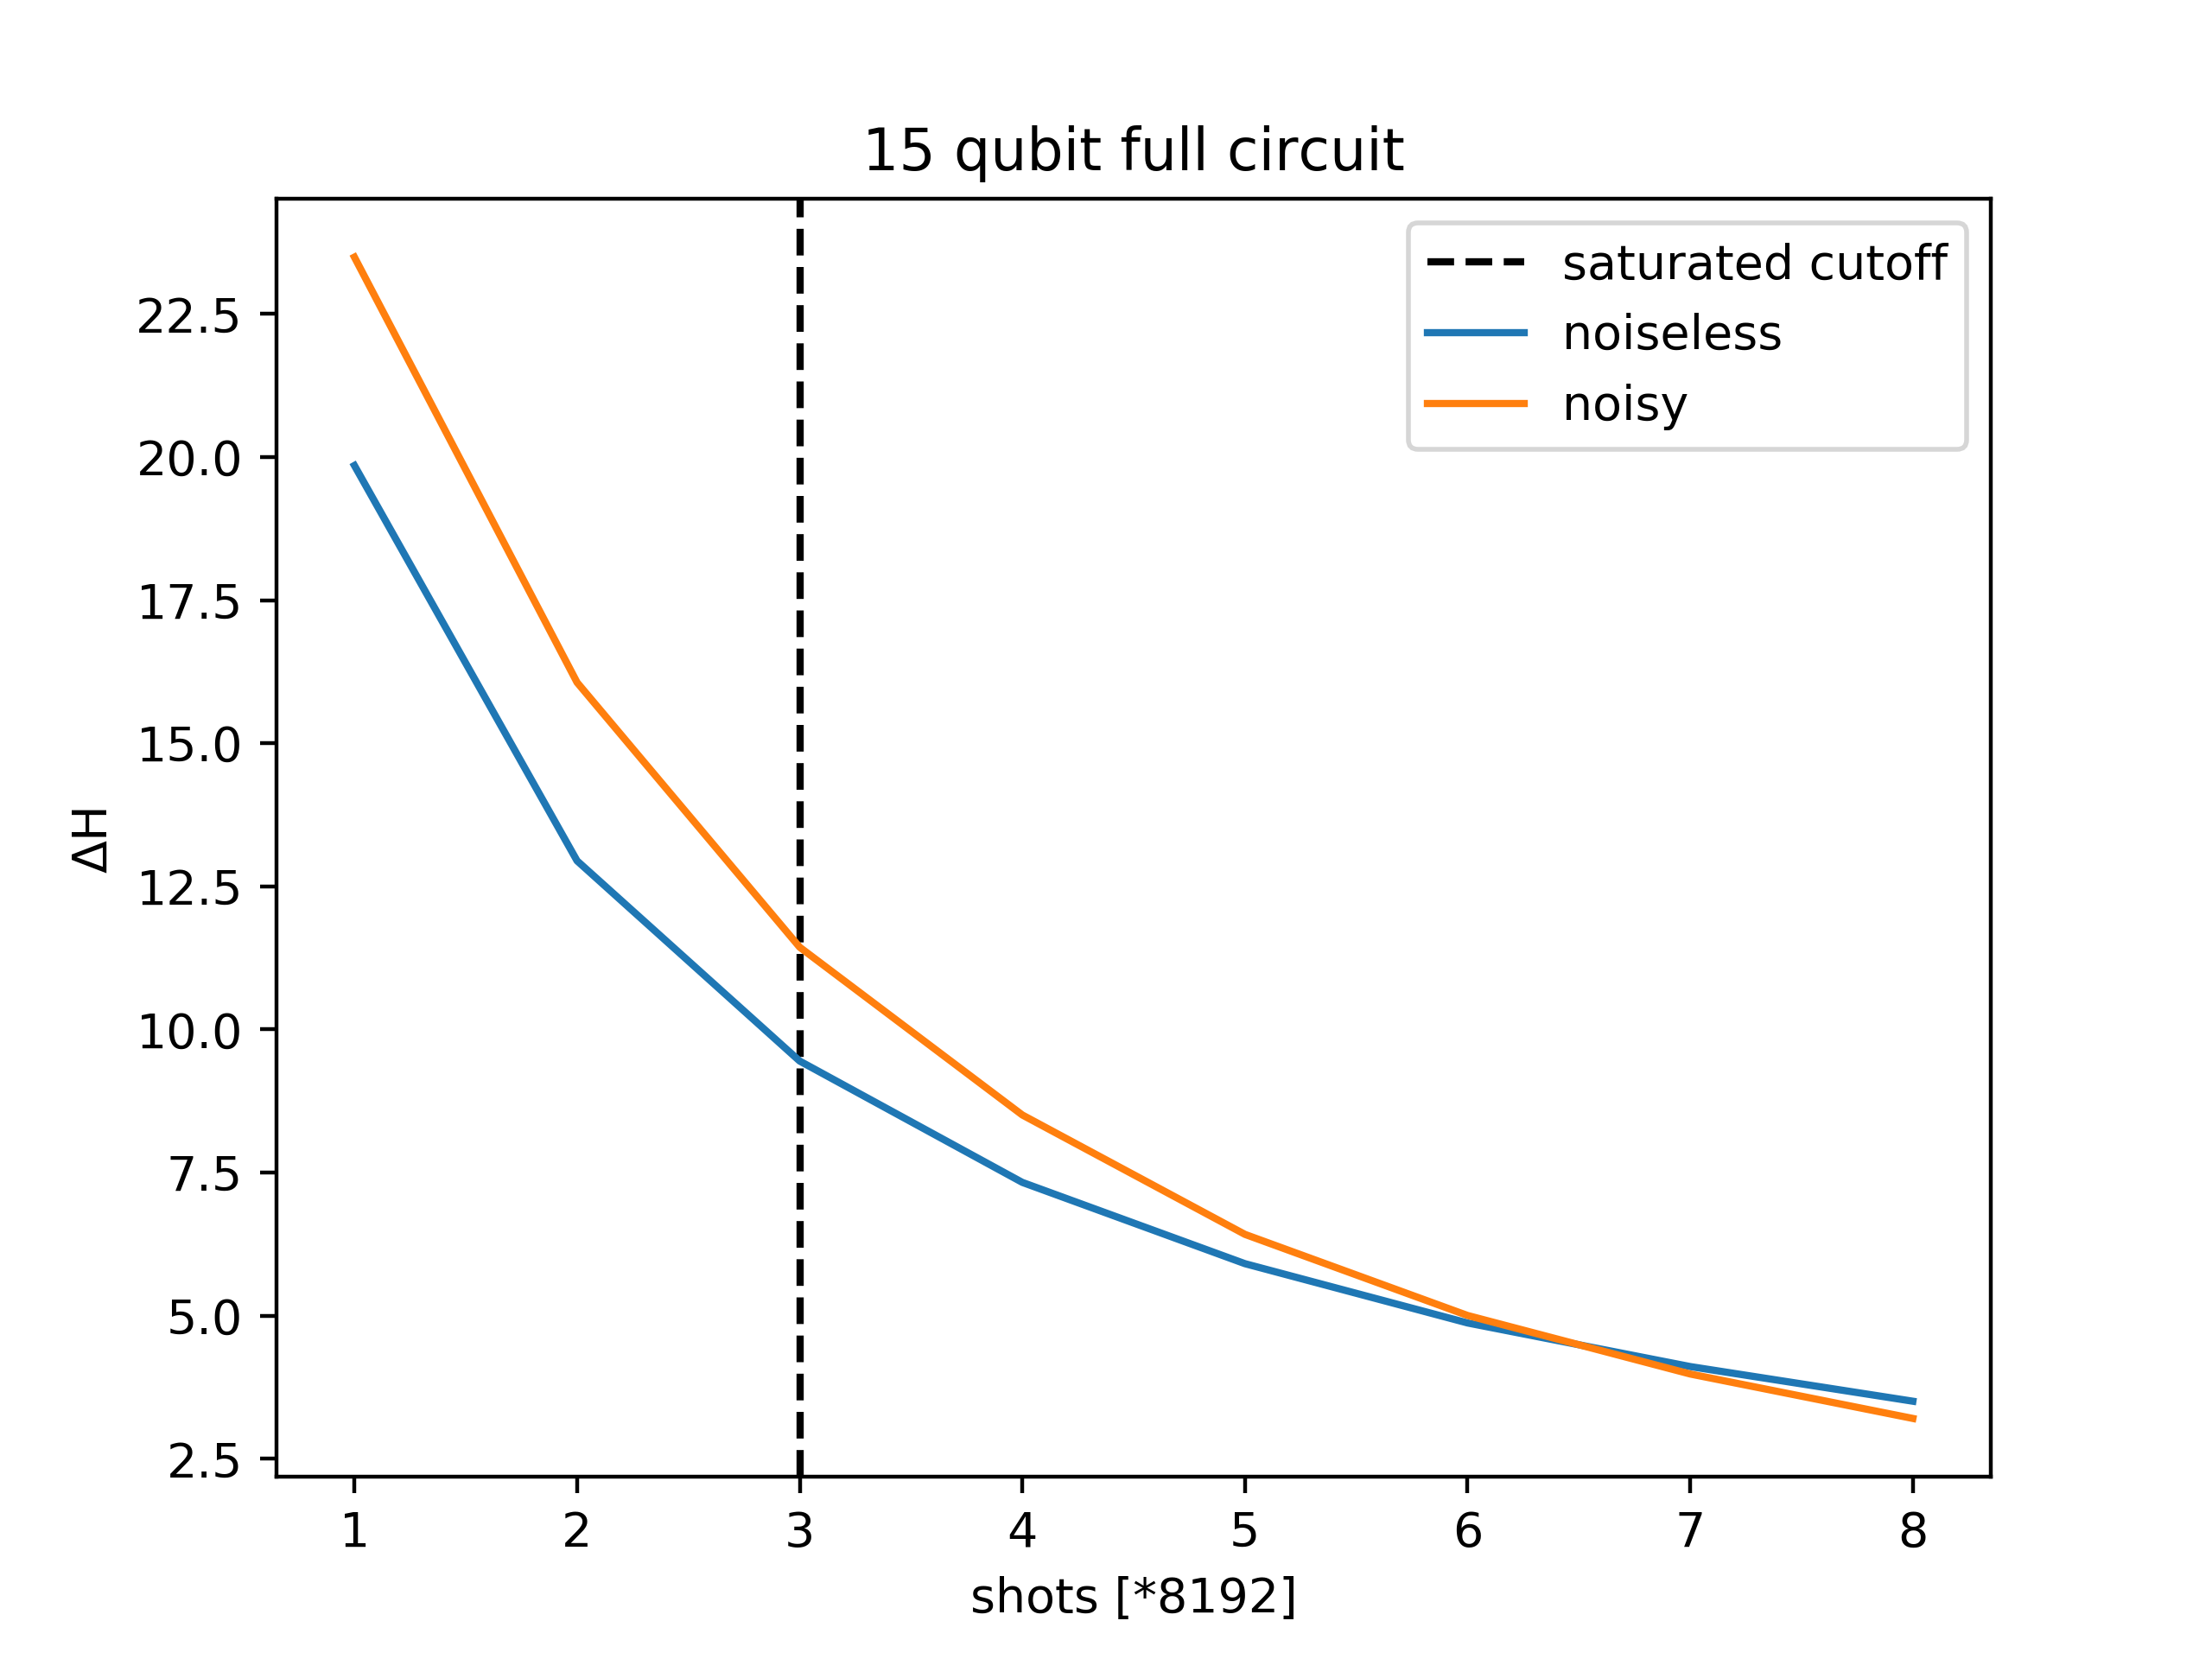 15 qubit full circuit
saturated cutoff
noiseless
noisy
22.5
20.0
17.5
15.0
12.5
10.0
7.5
5.0
2.5
ΔH
1 2 3 4 5 6 7 8
shots [*8192]